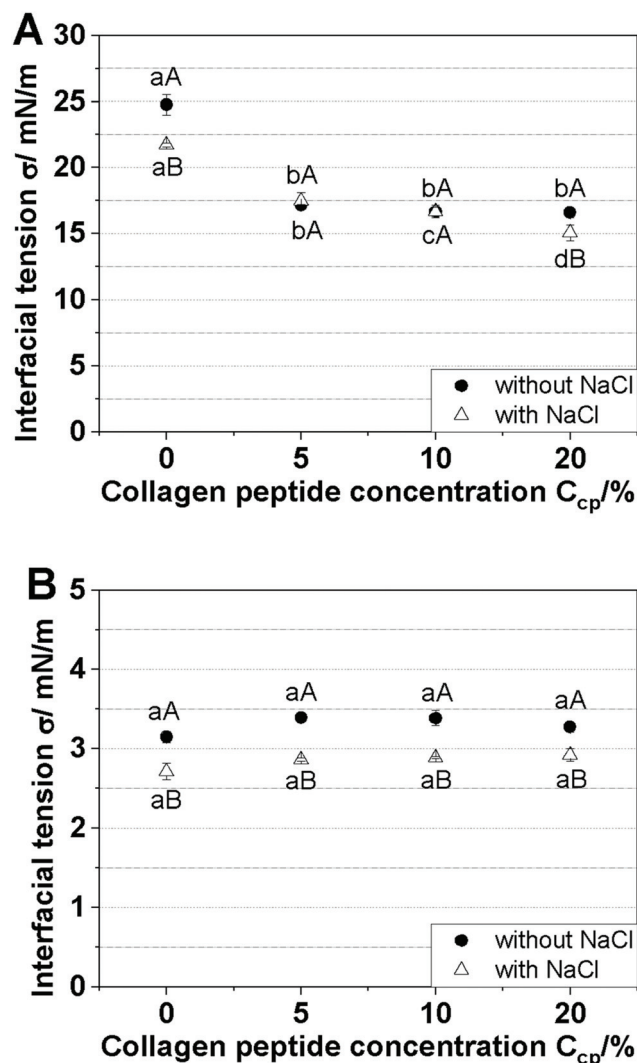 A
30
25
20
15
10
5
0
Interfacial tension σ/ mN/m
aA
aB
bA
bA
bA
cA
bA
dB
without NaCl
with NaCl
0 5 10 20
Collagen peptide concentration Ccp/%
B
5
4
3
2
1
0
Interfacial tension σ/ mN/m
aA aA aA aA
aB aB aB aB
without NaCl
with NaCl
0 5 10 20
Collagen peptide concentration Ccp/%